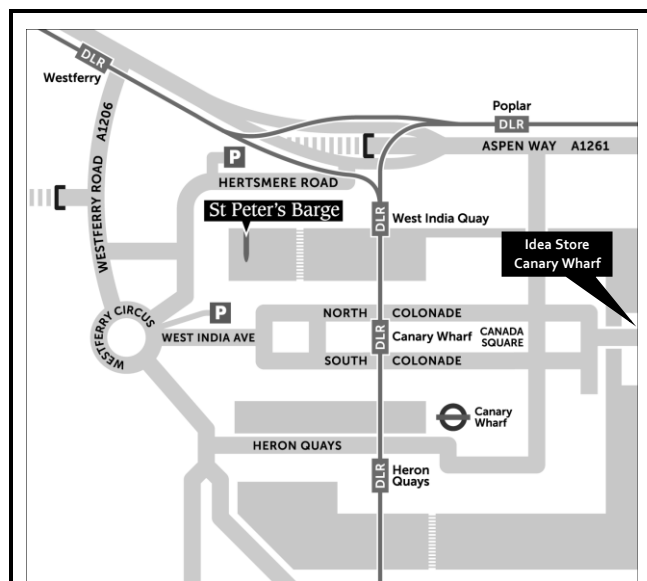 DLR
Westferry
A1206
WESTFERRY ROAD
Poplar
DLR
ASPEN WAY A1261
P
HERTSMERE ROAD
St Peter's Barge
DLR
West India Quay
Idea Store
Canary Wharf
P
WESTFERRY CIRCUS
WEST INDIA AVE
NORTH COLONADE
DLR
Canary Wharf
CANADA
SQUARE
SOUTH COLONADE
Canary
Wharf
HERON QUAYS
DLR
Heron
Quays